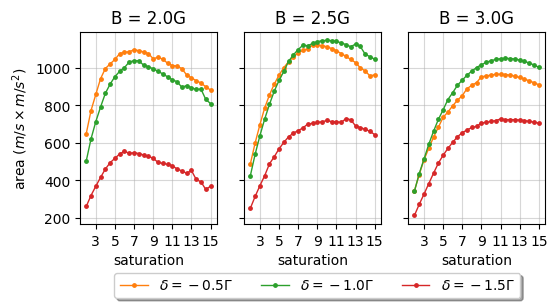 B = 2.0G B = 2.5G B = 3.0G
area (m/s × m/s²)
1000
800
600
400
200
3 5 7 9 11 13 15 3 5 7 9 11 13 15 3 5 7 9 11 13 15
saturation saturation saturation
δ = −0.5Γ δ = −1.0Γ δ = −1.5Γ